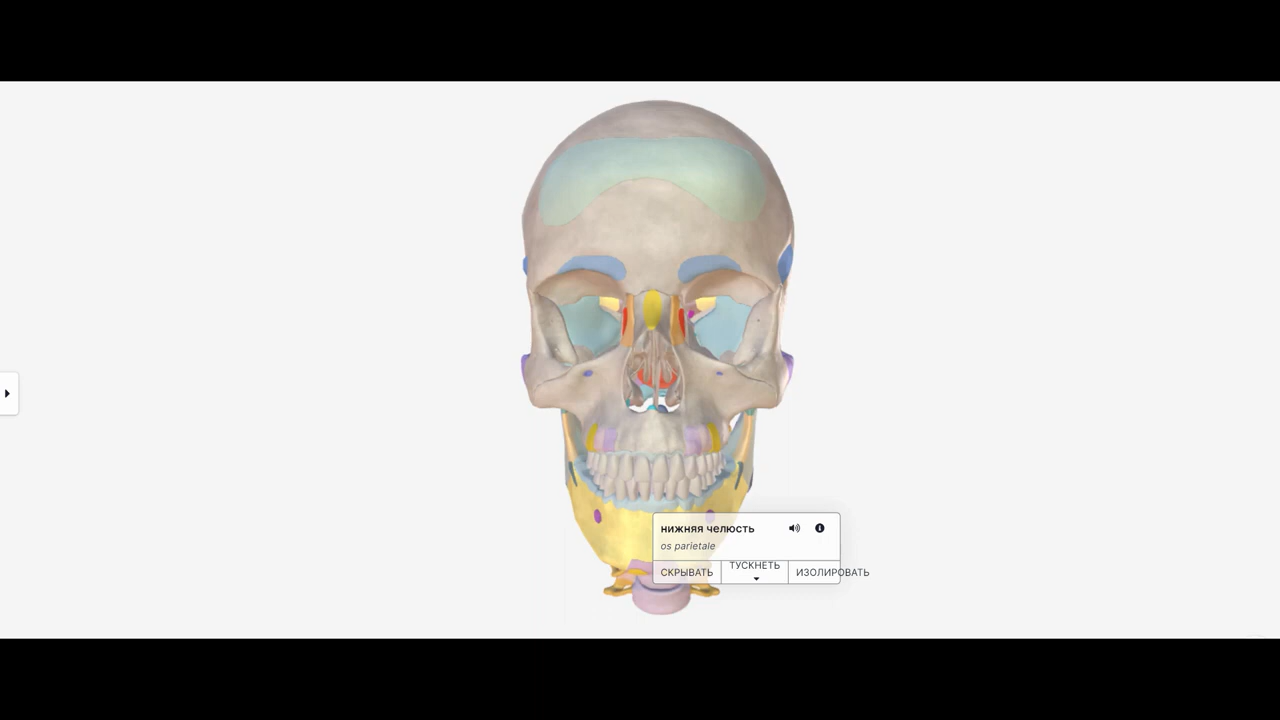 нижняя челюсть
os parietale
СКРЫВАТЬ ТУСКНЕТЬ ИЗОЛИРОВАТЬ